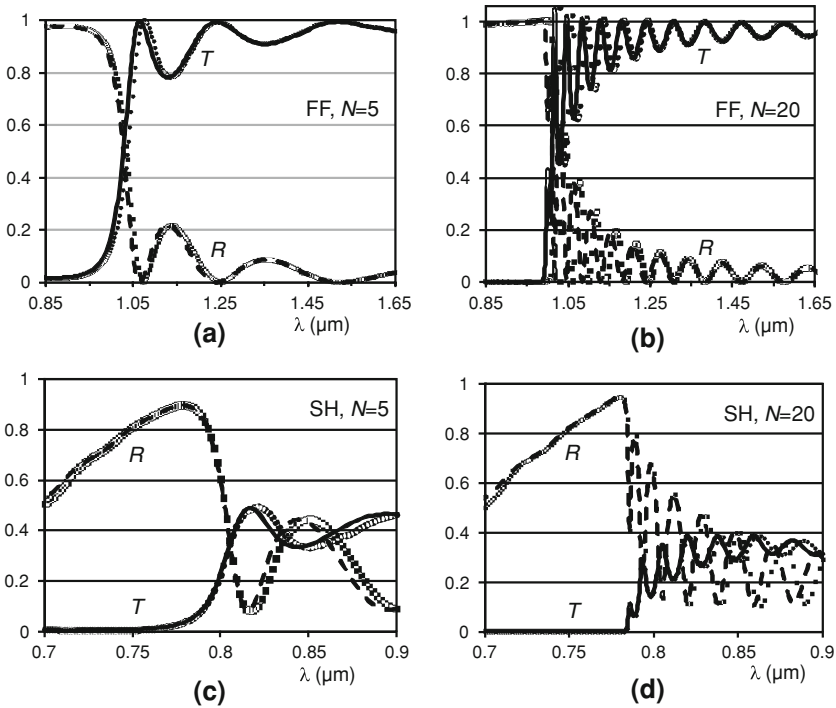 1
0.8
0.6
0.4
0.2
0
T
FF, N=5
R
0.85 1.05 1.25 1.45 1.65
λ (µm)
(a)
1
0.8
0.6
0.4
0.2
0
T
FF, N=20
R
0.85 1.05 1.25 1.45 1.65
λ (µm)
(b)
1
0.8
0.6
0.4
0.2
0
SH, N=5
R
T
0.7 0.75 0.8 0.85 0.9
λ (µm)
(c)
1
0.8
0.6
0.4
0.2
0
SH, N=20
R
T
0.7 0.75 0.8 0.85 0.9
λ (µm)
(d)